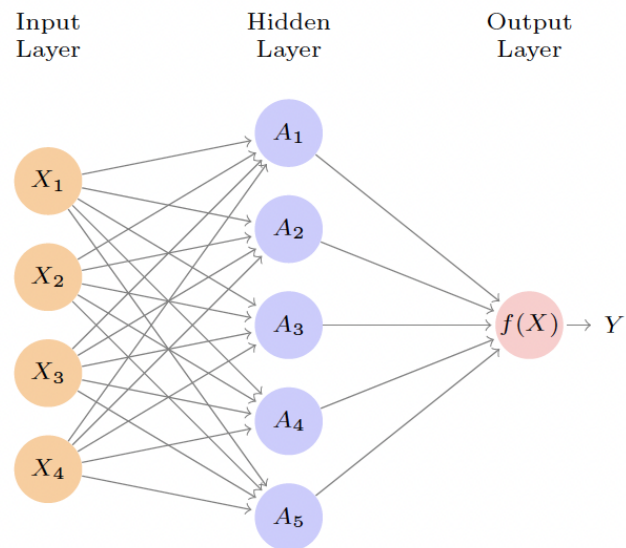 Input
Layer
Hidden
Layer
Output
Layer
X₁
X₂
X₃
X₄
A₁
A₂
A₃
A₄
A₅
f(X)
Y